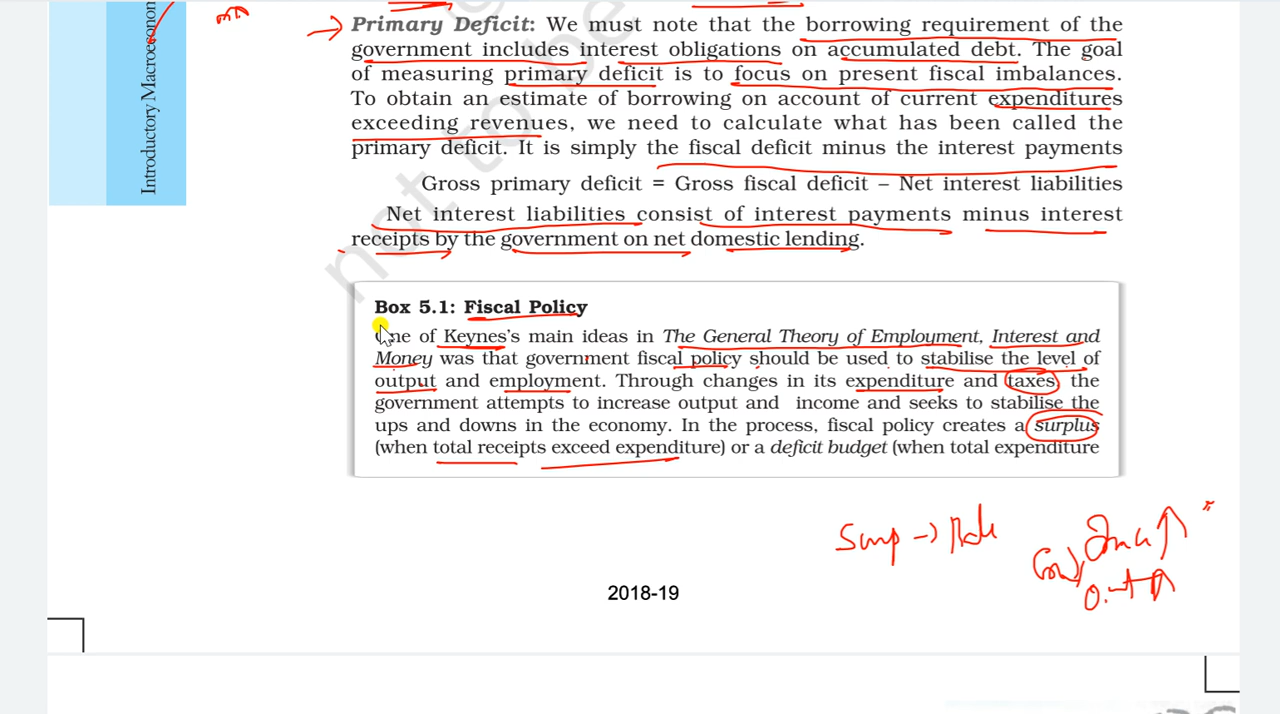 Introductory Macroeconom
Primary Deficit: We must note that the borrowing requirement of the
government includes interest obligations on accumulated debt. The goal
of measuring primary deficit is to focus on present fiscal imbalances.
To obtain an estimate of borrowing on account of current expenditures
exceeding revenues, we need to calculate what has been called the
primary deficit. It is simply the fiscal deficit minus the interest payments
Gross primary deficit = Gross fiscal deficit – Net interest liabilities
Net interest liabilities consist of interest payments minus interest
receipts by the government on net domestic lending.
not to be
Box 5.1: Fiscal Policy
One of Keynes's main ideas in The General Theory of Employment, Interest and
Money was that government fiscal policy should be used to stabilise the level of
output and employment. Through changes in its expenditure and taxes, the
government attempts to increase output and income and seeks to stabilise the
ups and downs in the economy. In the process, fiscal policy creates a surplus
(when total receipts exceed expenditure) or a deficit budget (when total expenditure
2018-19